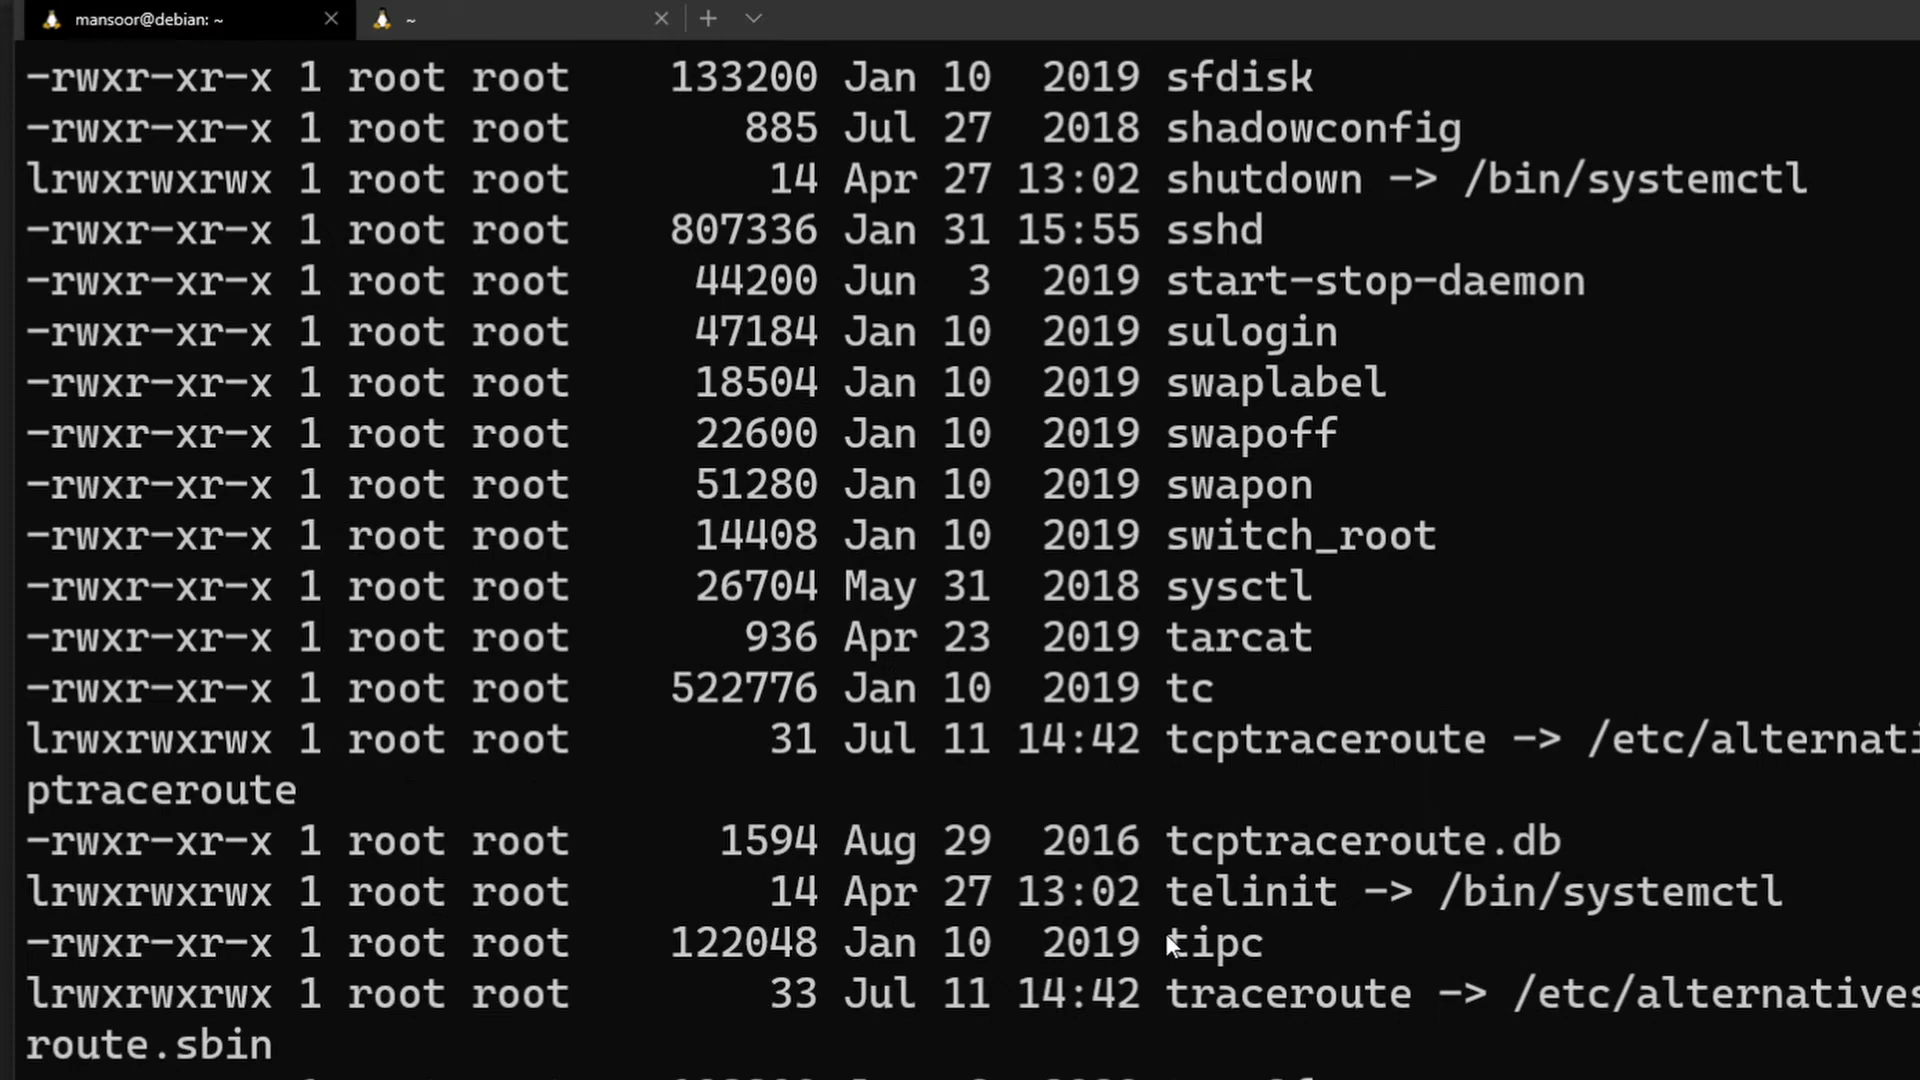 mansoor@debian: ~
~
-rwxr-xr-x 1 root root 133200 Jan 10 2019 sfdisk
-rwxr-xr-x 1 root root 885 Jul 27 2018 shadowconfig
lrwxrwxrwx 1 root root 14 Apr 27 13:02 shutdown -> /bin/systemctl
-rwxr-xr-x 1 root root 807336 Jan 31 15:55 sshd
-rwxr-xr-x 1 root root 44200 Jun 3 2019 start-stop-daemon
-rwxr-xr-x 1 root root 47184 Jan 10 2019 sulogin
-rwxr-xr-x 1 root root 18504 Jan 10 2019 swaplabel
-rwxr-xr-x 1 root root 22600 Jan 10 2019 swapoff
-rwxr-xr-x 1 root root 51280 Jan 10 2019 swapon
-rwxr-xr-x 1 root root 14408 Jan 10 2019 switch_root
-rwxr-xr-x 1 root root 26704 May 31 2018 sysctl
-rwxr-xr-x 1 root root 936 Apr 23 2019 tarcat
-rwxr-xr-x 1 root root 522776 Jan 10 2019 tc
lrwxrwxrwx 1 root root 31 Jul 11 14:42 tcptraceroute -> /etc/alternati
ptraceroute
-rwxr-xr-x 1 root root 1594 Aug 29 2016 tcptraceroute.db
lrwxrwxrwx 1 root root 14 Apr 27 13:02 telinit -> /bin/systemctl
-rwxr-xr-x 1 root root 122048 Jan 10 2019 tipc
lrwxrwxrwx 1 root root 33 Jul 11 14:42 traceroute -> /etc/alternatives
route.sbin